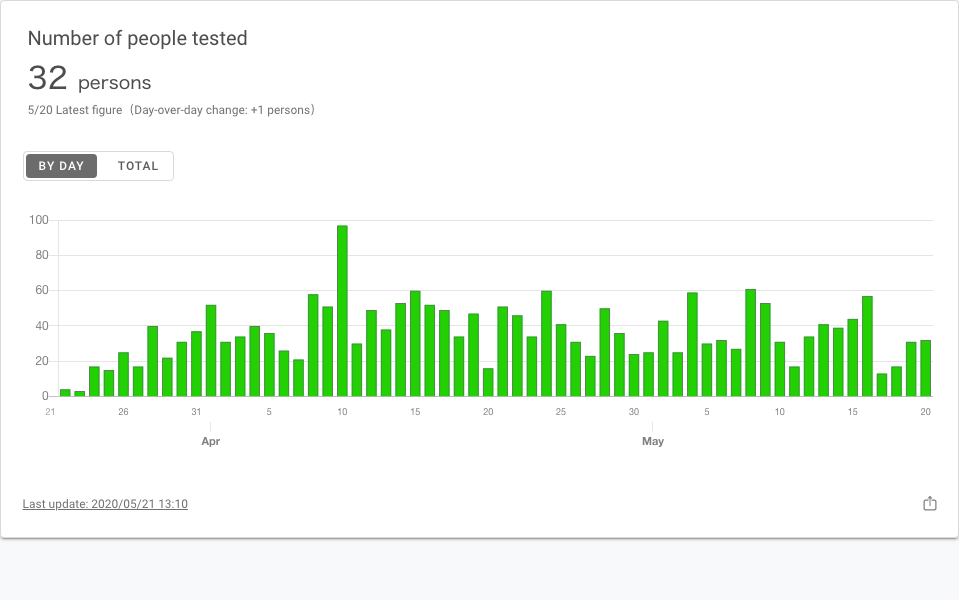 Number of people tested
32 persons
5/20 Latest figure（Day-over-day change: +1 persons）
BY DAY TOTAL
100
80
60
40
20
0
21 26 31 5 10 15 20 25 30 5 10 15 20
Apr May
Last update: 2020/05/21 13:10